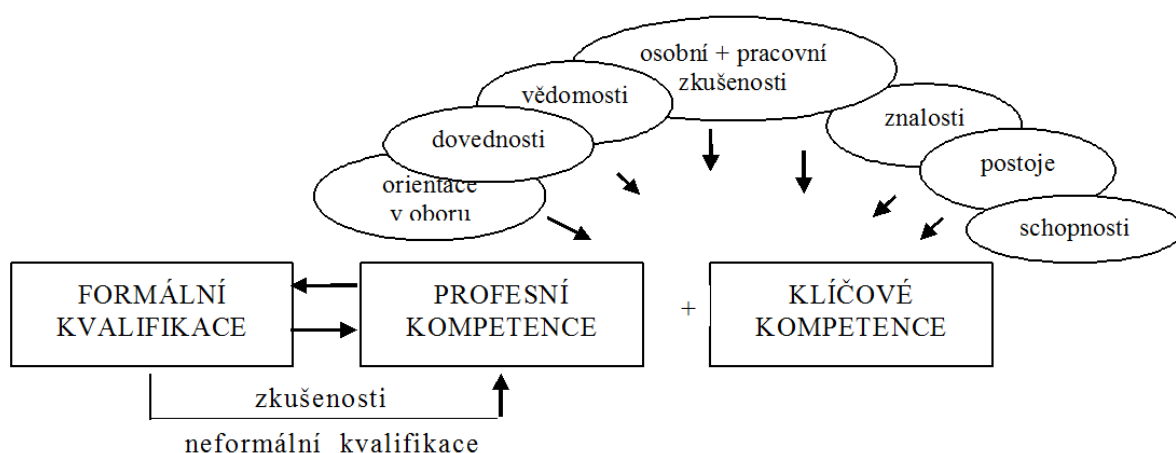 osobní + pracovní
zkušenosti
vědomosti
znalosti
dovednosti
postoje
orientace
v oboru
schopnosti
FORMÁLNÍ
KVALIFIKACE
PROFESNÍ
KOMPETENCE
+
KLÍČOVÉ
KOMPETENCE
zkušenosti
neformální kvalifikace